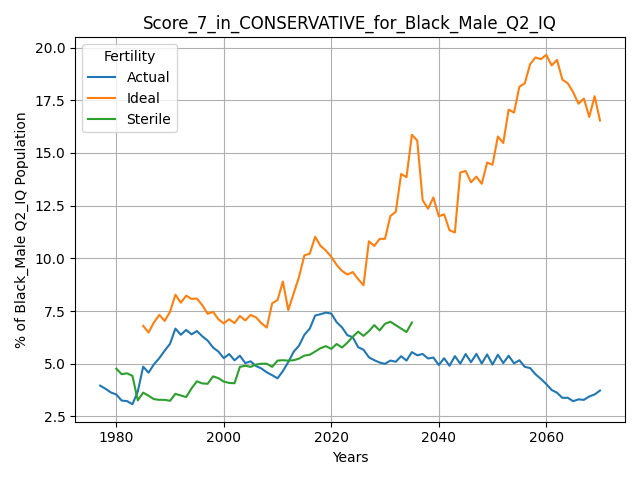 Score_7_in_CONSERVATIVE_for_Black_Male_Q2_IQ
Fertility
Actual
Ideal
Sterile
20.0
17.5
15.0
12.5
10.0
7.5
5.0
2.5
% of Black_Male Q2_IQ Population
1980
2000
2020
2040
2060
Years